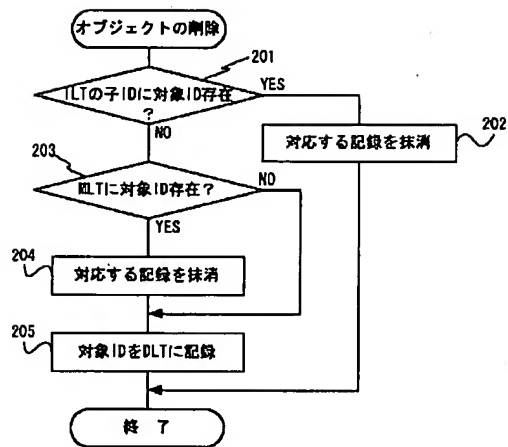 オブジェクトの削除
201
ILTの子IDに対象ID存在
?
YES
NO
対応する記録を抹消
202
203
MLTに対象ID存在?
NO
YES
204
対応する記録を抹消
205
対象IDをDLTに記録
終 了